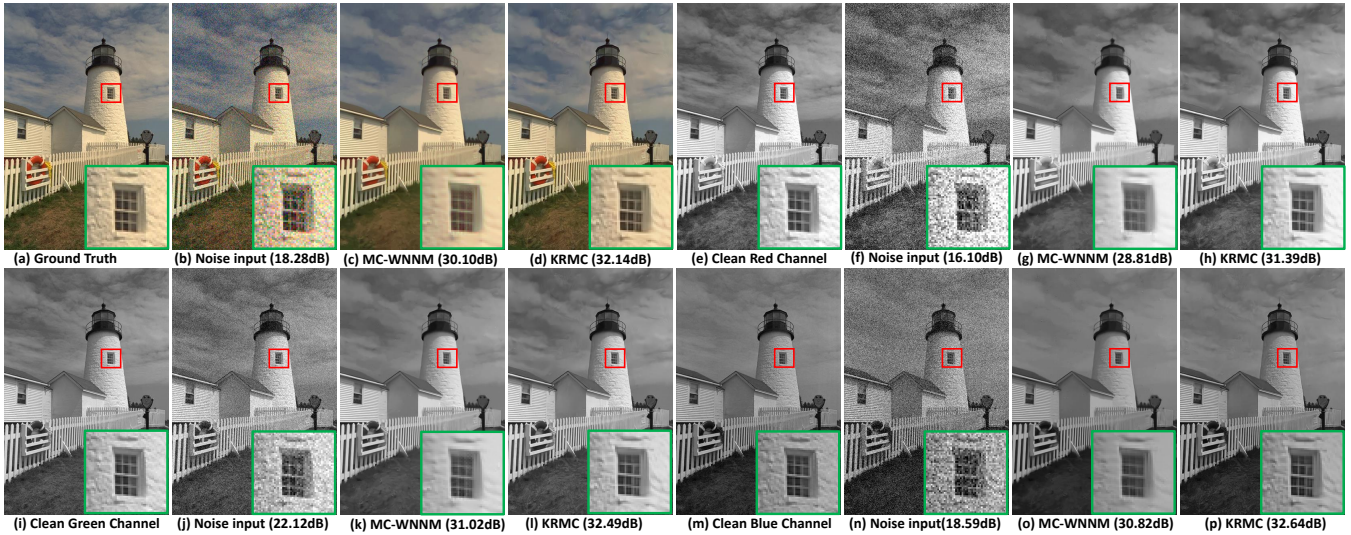 (a) Ground Truth
(b) Noise input (18.28dB)
(c) MC-WNNM (30.10dB)
(d) KRMC (32.14dB)
(e) Clean Red Channel
(f) Noise input (16.10dB)
(g) MC-WNNM (28.81dB)
(h) KRMC (31.39dB)
(i) Clean Green Channel
(j) Noise input (22.12dB)
(k) MC-WNNM (31.02dB)
(l) KRMC (32.49dB)
(m) Clean Blue Channel
(n) Noise input(18.59dB)
(o) MC-WNNM (30.82dB)
(p) KRMC (32.64dB)